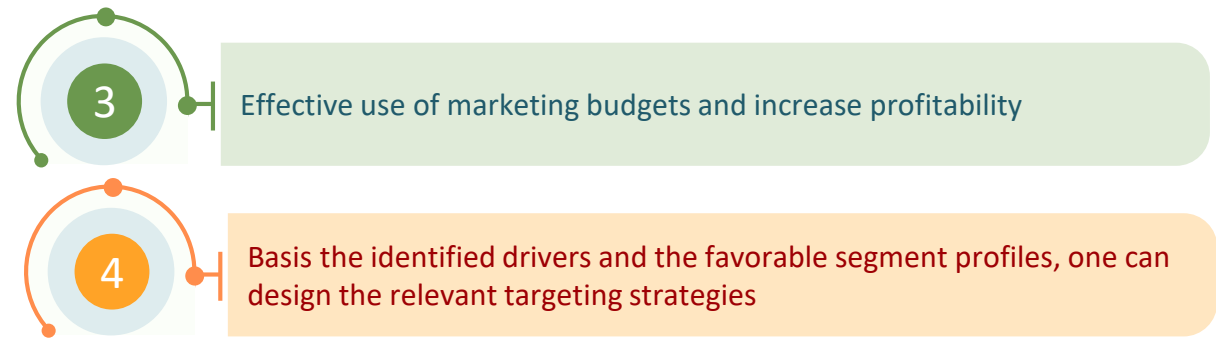 3
Effective use of marketing budgets and increase profitability
4
Basis the identified drivers and the favorable segment profiles, one can
design the relevant targeting strategies